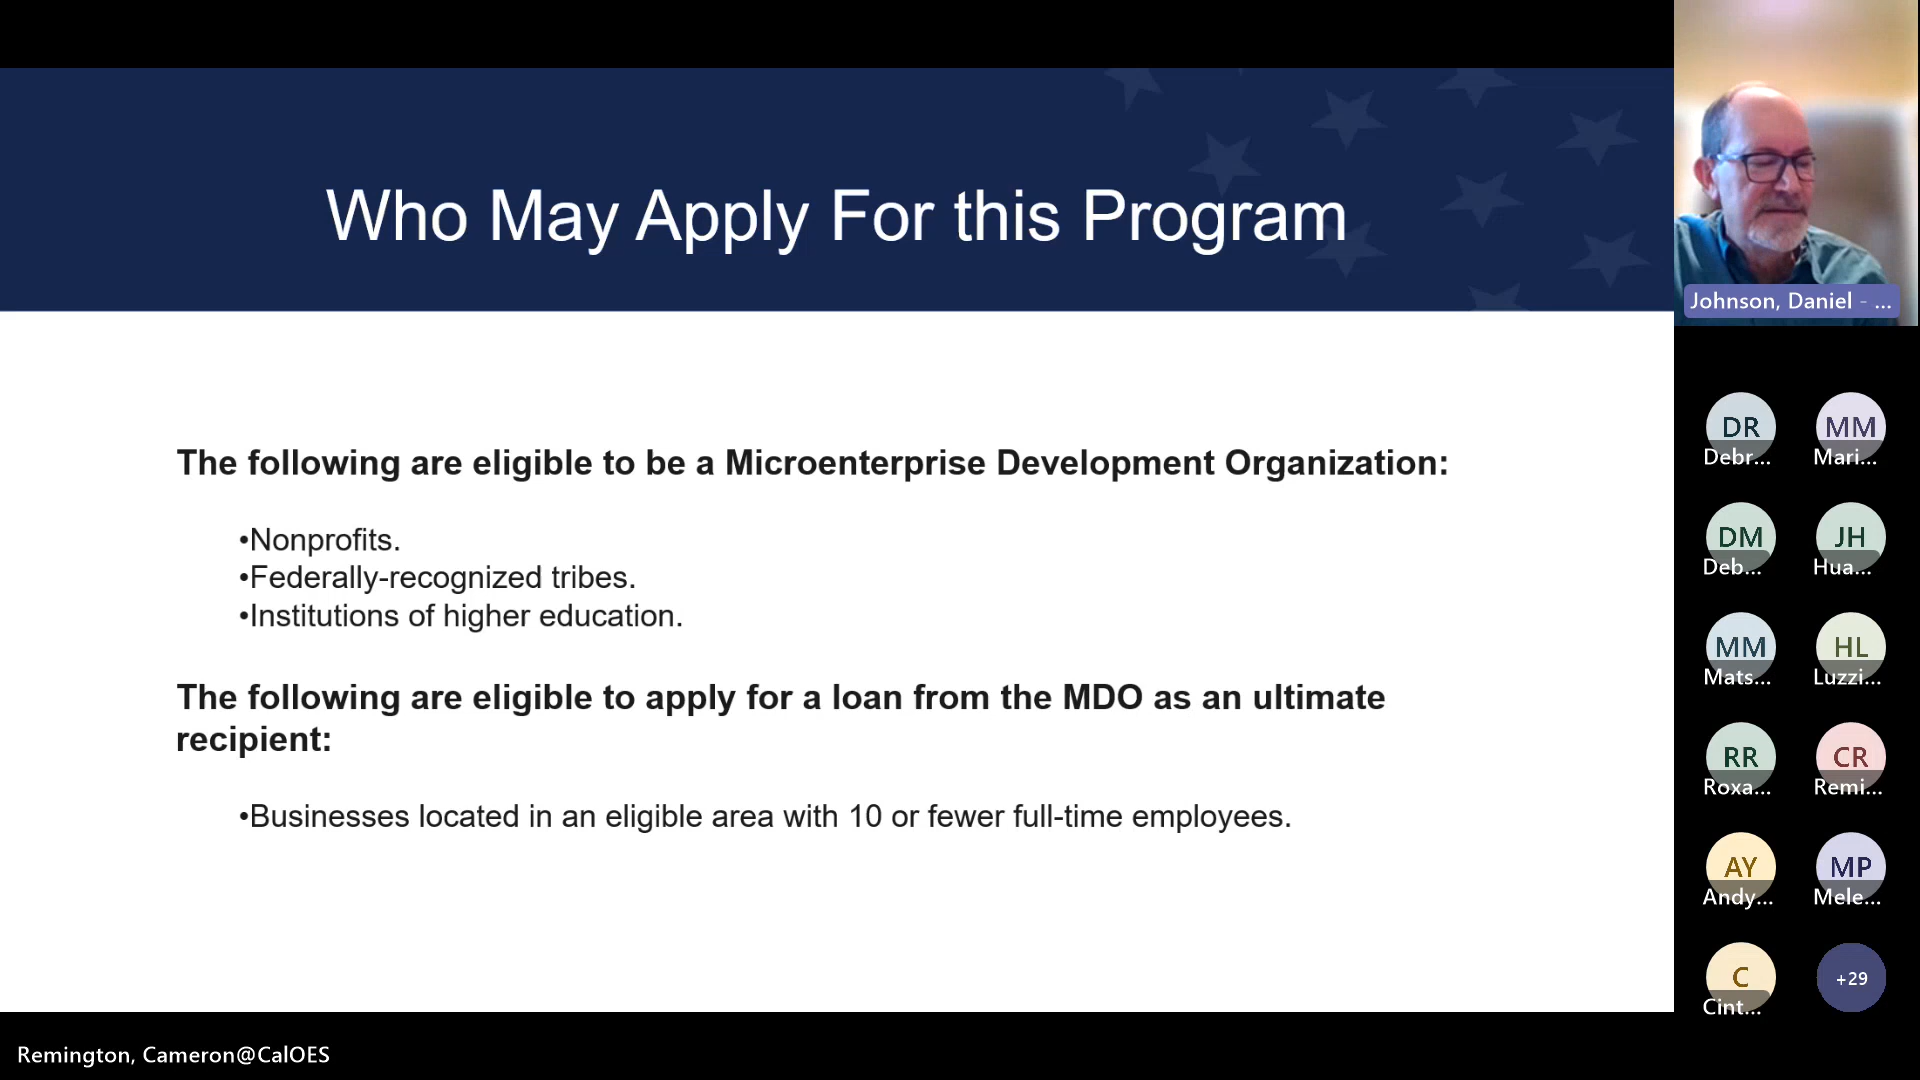 Who May Apply For this Program
The following are eligible to be a Microenterprise Development Organization:
•Nonprofits.
•Federally-recognized tribes.
•Institutions of higher education.
The following are eligible to apply for a loan from the MDO as an ultimate
recipient:
•Businesses located in an eligible area with 10 or fewer full-time employees.
Johnson, Daniel - ...
DR
Debr...
MM
Mari...
DM
Deb...
JH
Hua...
MM
Mats...
HL
Luzzi...
RR
Roxa...
CR
Remi...
AY
Andy...
MP
Mele...
C
Cint...
+29
Remington, Cameron@CalOES